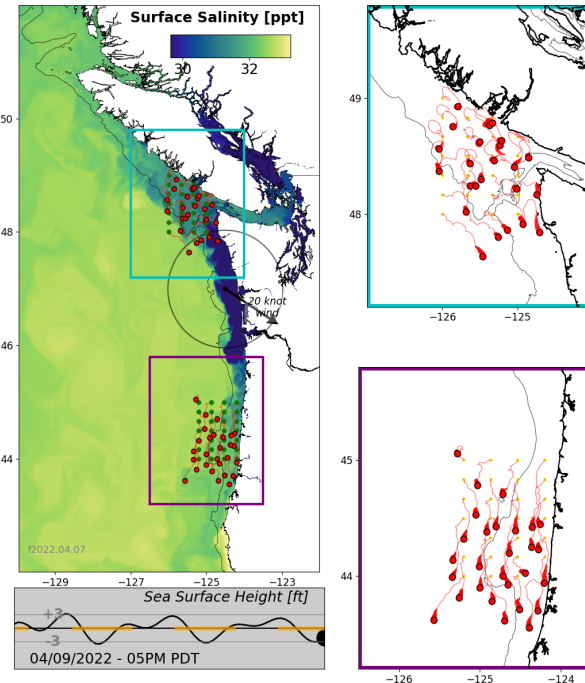 Surface Salinity [ppt]
30 32
50
48
46
44
20 knot
wind
f2022.04.07
−129 −127 −125 −123
Sea Surface Height [ft]
+3
-3
04/09/2022 - 05PM PDT
49
48
−126 −125
45
44
−126 −125 −124